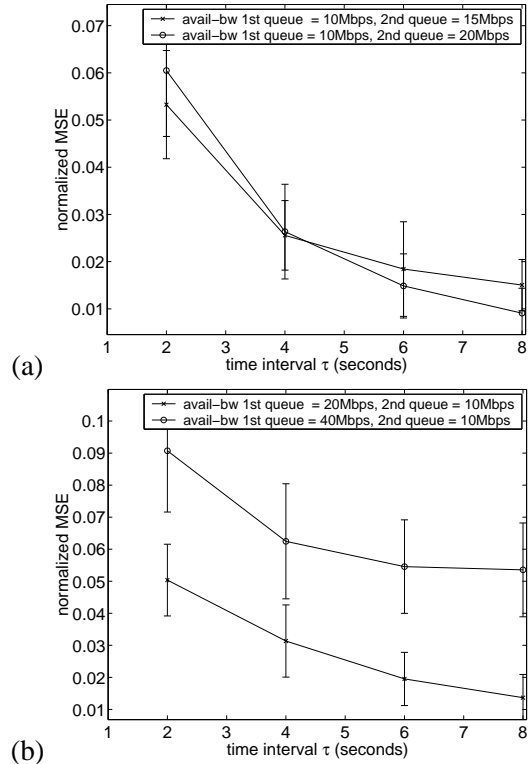 avail-bw 1st queue = 10Mbps, 2nd queue = 15Mbps
avail-bw 1st queue = 10Mbps, 2nd queue = 20Mbps
normalized MSE
0.07
0.06
0.05
0.04
0.03
0.02
0.01
1 2 3 4 5 6 7 8
time interval τ (seconds)
(a)
avail-bw 1st queue = 20Mbps, 2nd queue = 10Mbps
avail-bw 1st queue = 40Mbps, 2nd queue = 10Mbps
normalized MSE
0.1
0.09
0.08
0.07
0.06
0.05
0.04
0.03
0.02
0.01
1 2 3 4 5 6 7 8
time interval τ (seconds)
(b)